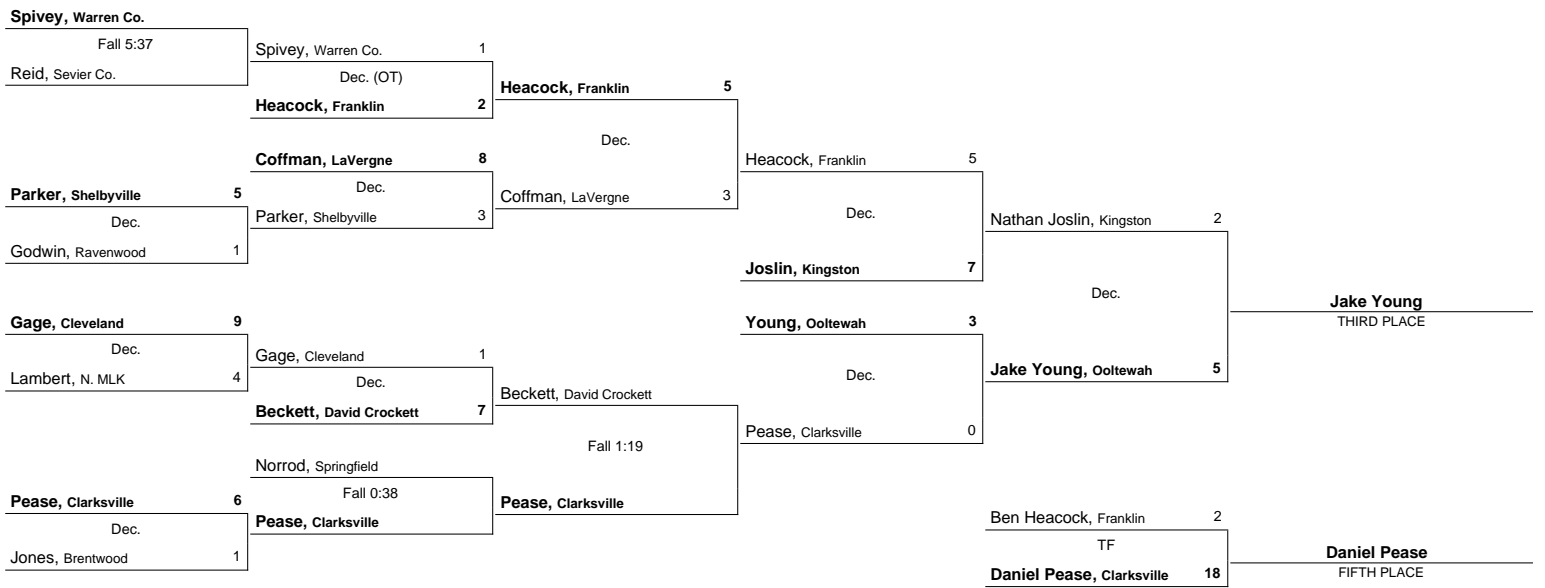 Spivey, Warren Co.
Fall 5:37
Reid, Sevier Co.
Parker, Shelbyville 5
Dec.
Godwin, Ravenwood 1
Gage, Cleveland 9
Dec.
Lambert, N. MLK 4
Pease, Clarksville 6
Dec.
Jones, Brentwood 1
Spivey, Warren Co. 1
Dec. (OT)
Heacock, Franklin 2
Coffman, LaVergne 8
Dec.
Parker, Shelbyville 3
Gage, Cleveland 1
Dec.
Beckett, David Crockett 7
Norrod, Springfield
Fall 0:38
Pease, Clarksville
Heacock, Franklin 5
Dec.
Coffman, LaVergne 3
Beckett, David Crockett
Fall 1:19
Pease, Clarksville
Heacock, Franklin 5
Dec.
Joslin, Kingston 7
Young, Ooltewah 3
Dec.
Pease, Clarksville 0
Nathan Joslin, Kingston 2
Dec.
Jake Young, Ooltewah 5
Jake Young
THIRD PLACE
Ben Heacock, Franklin 2
TF
Daniel Pease, Clarksville 18
Daniel Pease
FIFTH PLACE